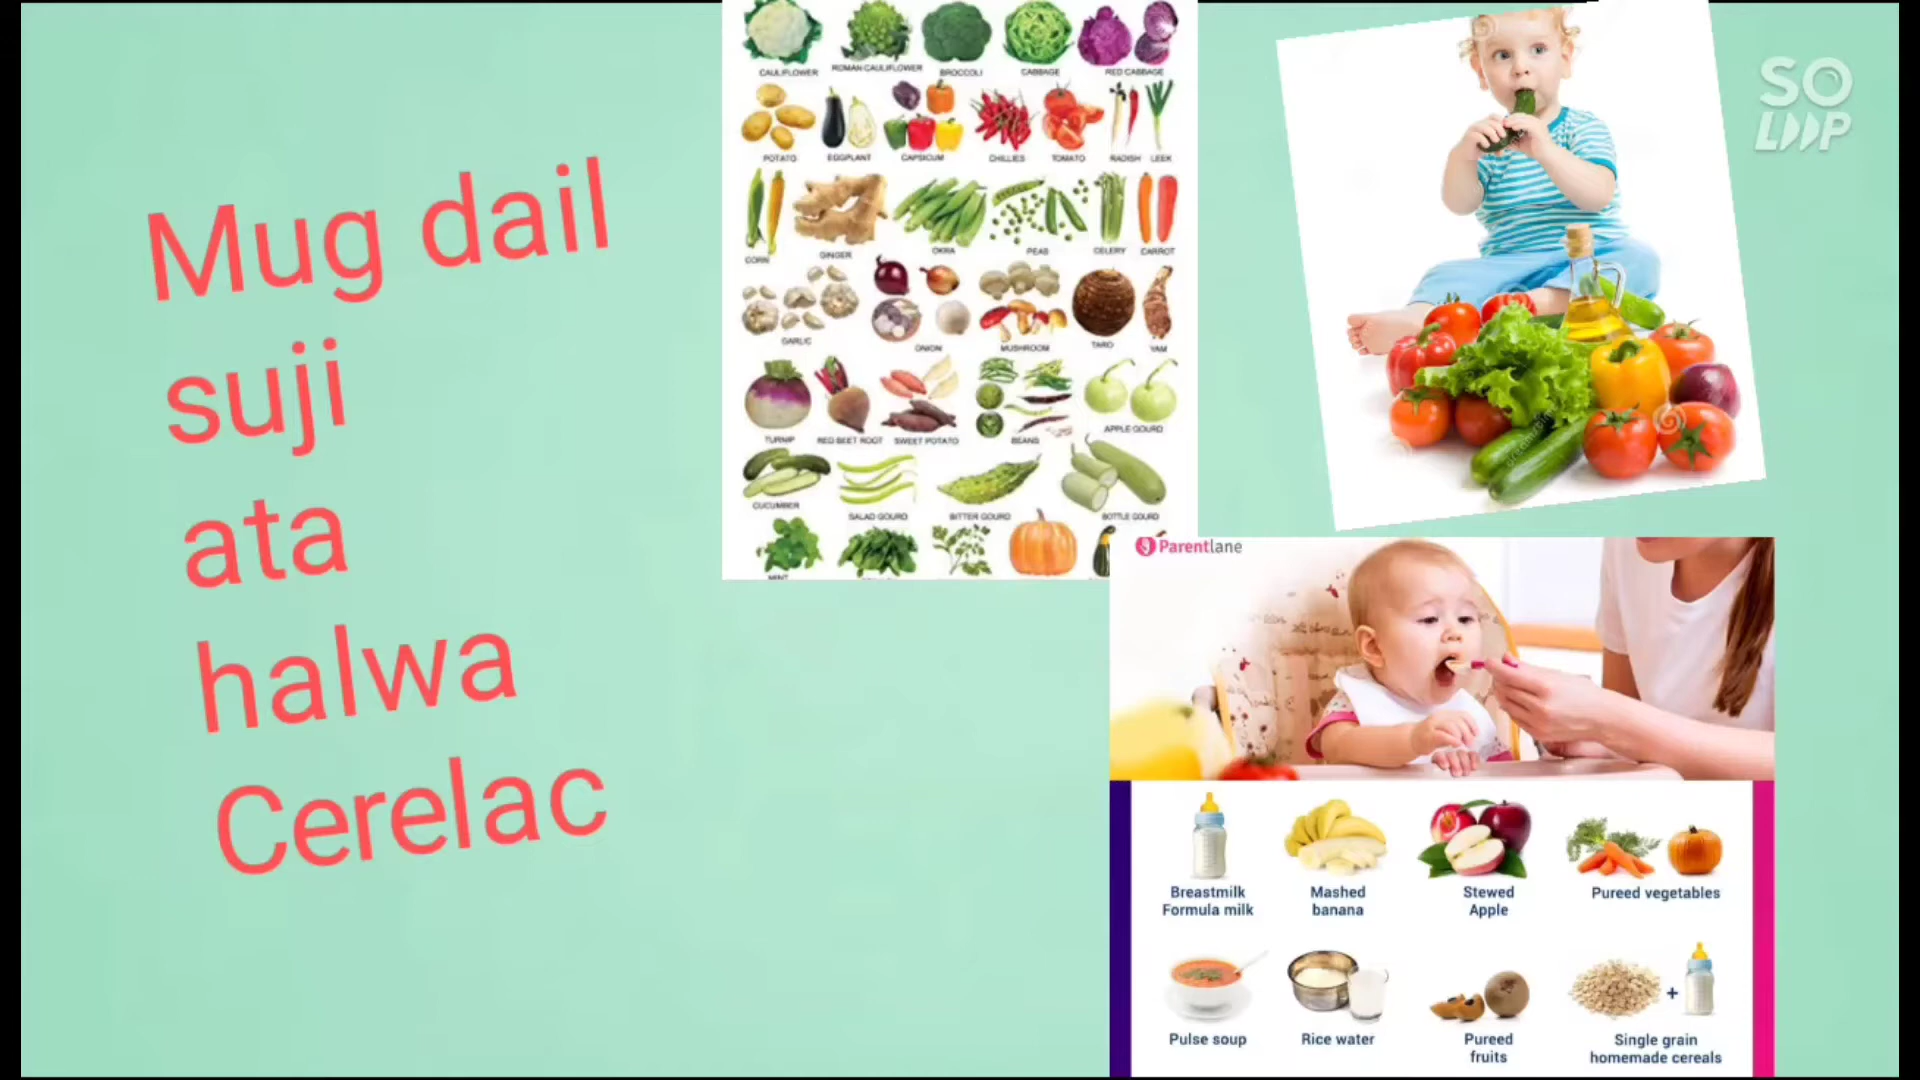 Mug dail
suji
ata
halwa
Cerelac
CAULIFLOWER ROMAN CAULIFLOWER BROCCOLI CABBAGE RED CABBAGE
POTATO EGGPLANT CAPSICUM CHILLIES TOMATO RADISH LEEK
CORN GINGER OKRA PEAS CELERY CARROT
GARLIC ONION MUSHROOM TARO YAM
TURNIP RED BEET ROOT SWEET POTATO BEANS APPLE GOURD
CUCUMBER SALAD GOURD BITTER GOURD BOTTLE GOURD
MINT
SO
LOOP
Parentlane
Breastmilk
Formula milk
Mashed
banana
Stewed
Apple
Pureed vegetables
Pulse soup
Rice water
Pureed
fruits
+
Single grain
homemade cereals